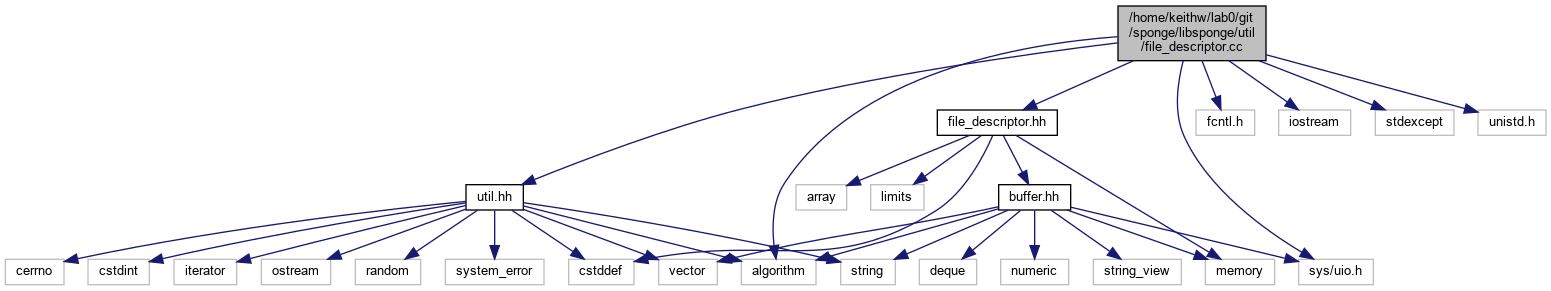 /home/keithw/lab0/git
/sponge/libsponge/util
/file_descriptor.cc
file_descriptor.hh
fcntl.h
iostream
stdexcept
unistd.h
util.hh
array
limits
buffer.hh
cerrno
cstdint
iterator
ostream
random
system_error
cstddef
vector
algorithm
string
deque
numeric
string_view
memory
sys/uio.h